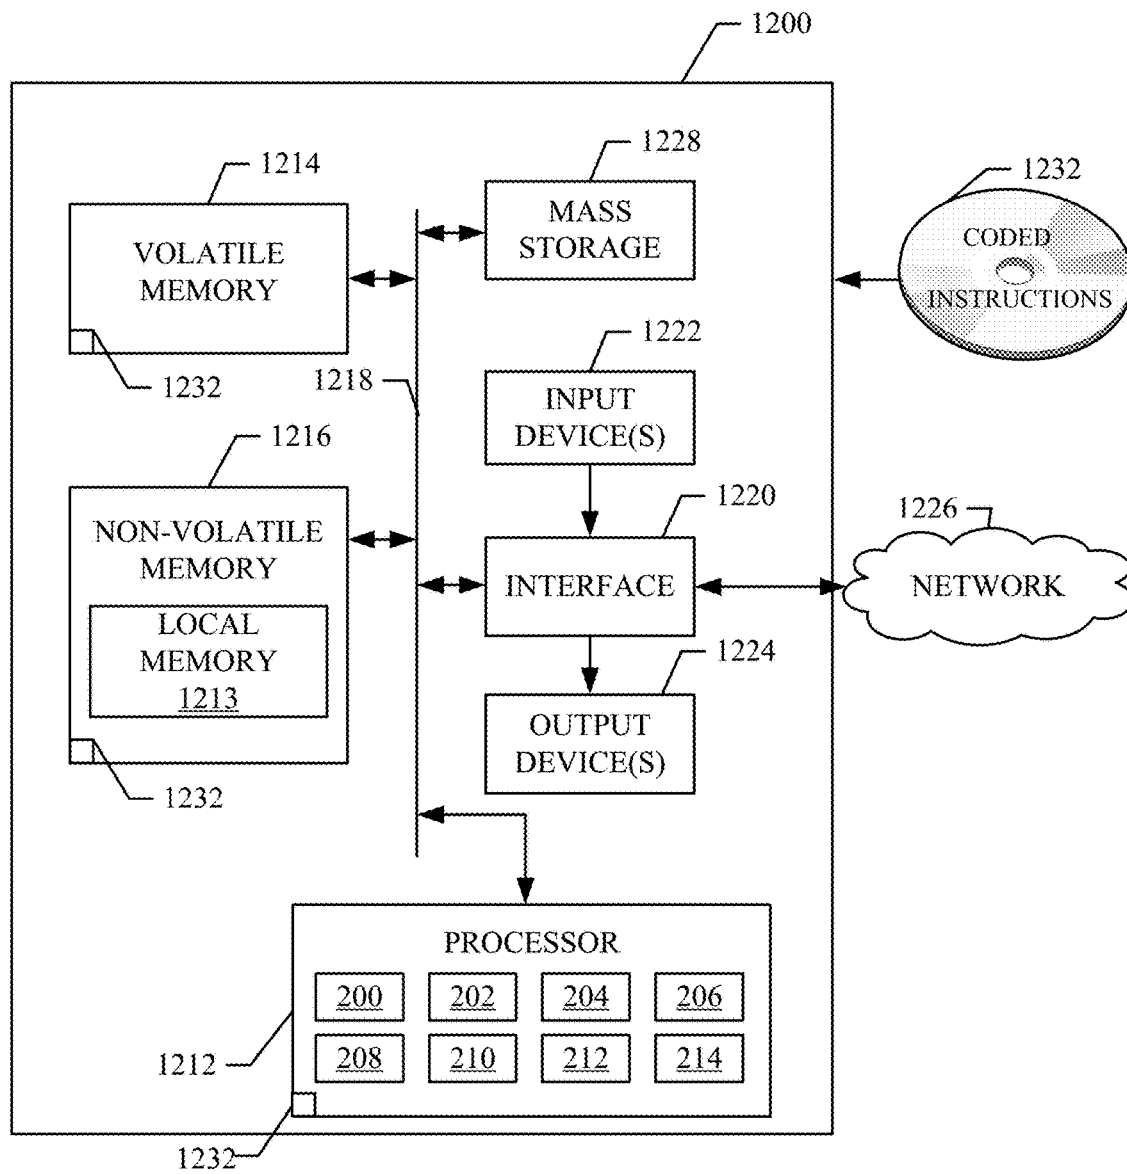 1200
1214
VOLATILE
MEMORY
1232
1228
MASS
STORAGE
1232
CODED
INSTRUCTIONS
1218
1222
INPUT
DEVICE(S)
1216
NON-VOLATILE
MEMORY
LOCAL
MEMORY
1213
1232
1220
INTERFACE
1226
NETWORK
1224
OUTPUT
DEVICE(S)
PROCESSOR
200 202 204 206
208 210 212 214
1212
1232